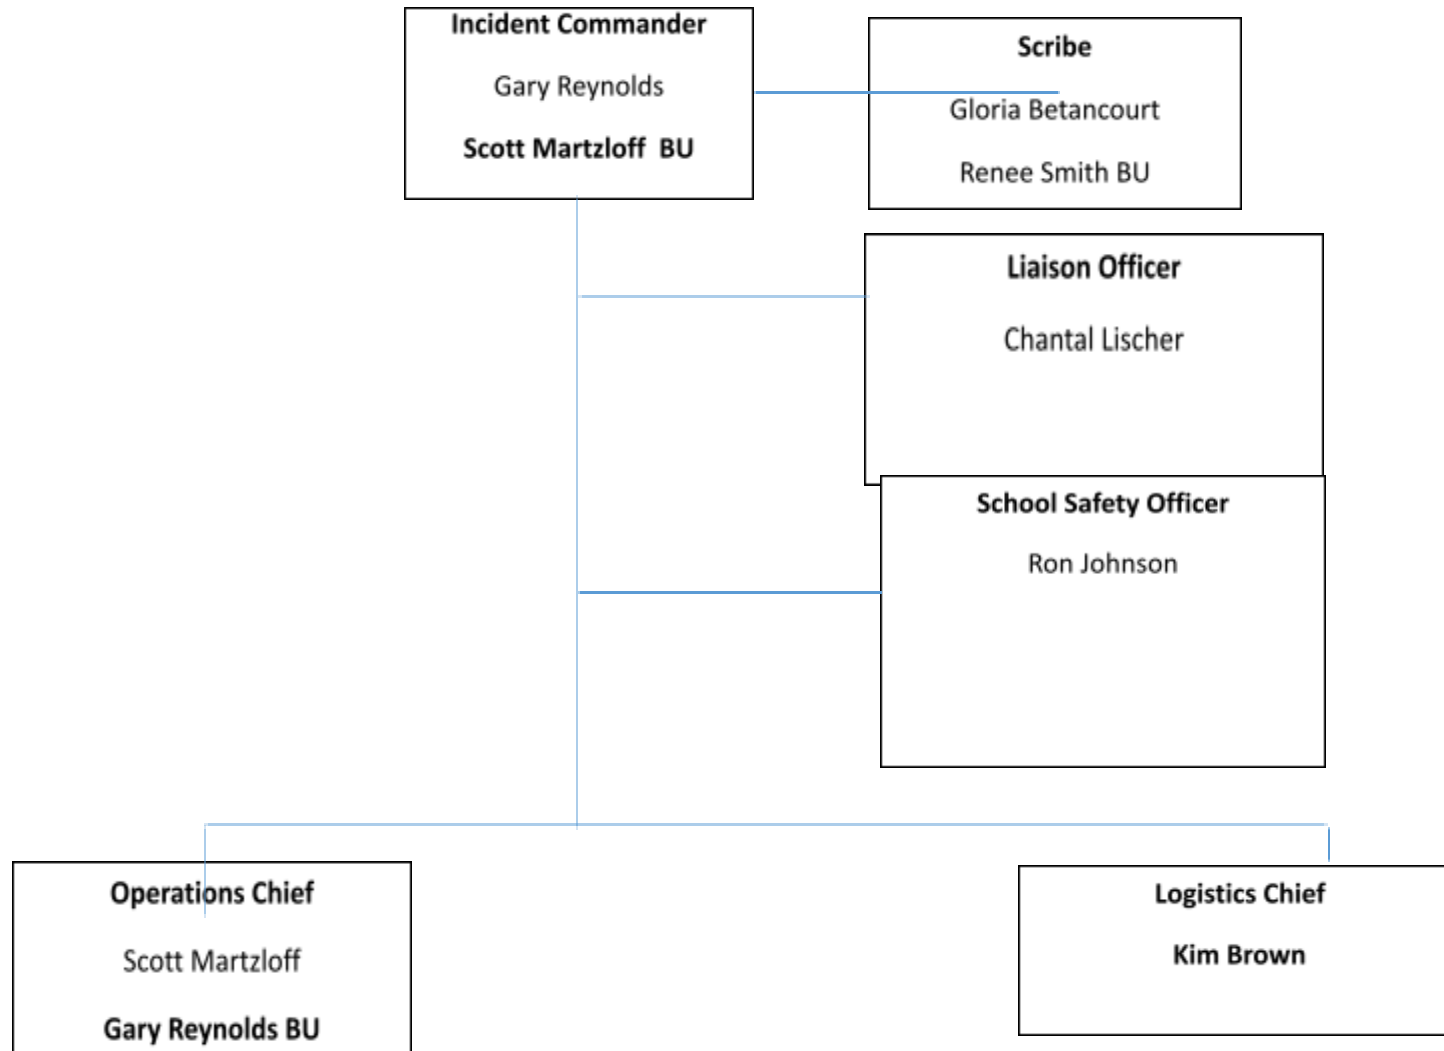 Incident Commander
Gary Reynolds
Scott Martzloff  BU
Scribe
Gloria Betancourt
Renee Smith BU
Liaison Officer
Chantal Lischer
School Safety Officer
Ron Johnson
Operations Chief
Scott Martzloff
Gary Reynolds BU
Logistics Chief
Kim Brown